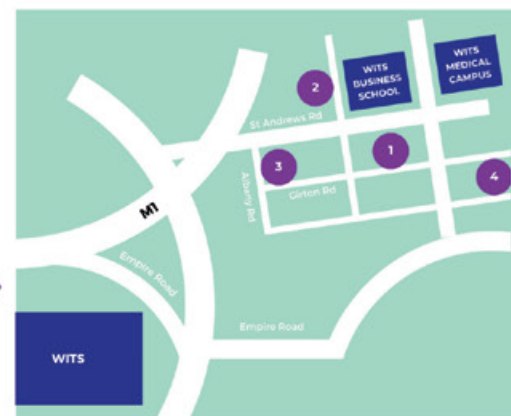 WITS
BUSINESS
SCHOOL
WITS
MEDICAL
CAMPUS
2
St Andrews Rd
1
3
4
Albany Rd
Girton Rd
M1
Empire Road
Empire Road
WITS